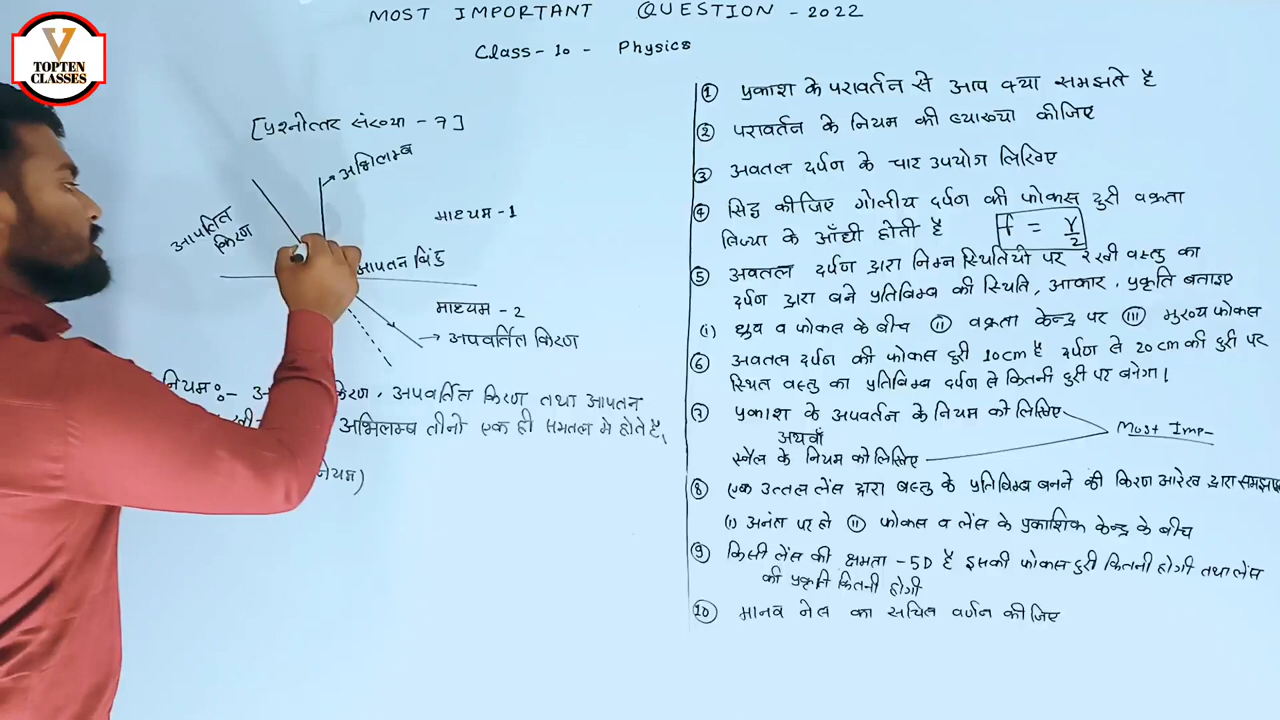 MOST IMPORTANT QUESTION - 2022
Class - 10 - Physics
V
TOPTEN
CLASSES
[प्रश्नोत्तर संख्या - 7]
अभिलम्ब
आपतित
किरण
माध्यम - 1
आपतन बिंदु
माध्यम - 2
अपवर्तित किरण
नियम :- किरण, अपवर्तित किरण तथा आपतन
अभिलम्ब तीनो एक ही समतल मे होते है,
① प्रकाश के परावर्तन से आप क्या समझते है
② परावर्तन के नियम की व्याख्या कीजिए
③ अवतल दर्पण के चार उपयोग लिखिए
④ सिद्ध कीजिए गोलीय दर्पण की फोकस दुरी वक्रता
त्रिज्या के आँधी होती है f = r/2
⑤ अवतल दर्पण द्वारा निम्न स्थितियों पर रखी वस्तु का
दर्पण द्वारा बने प्रतिबिम्ब की स्थिति, आकार, प्रकृति बताइए
(i) ध्रुव व फोकस के बीच (ii) वक्रता केन्द्र पर (iii) मुख्य फोकस
⑥ अवतल दर्पण की फोकस दुरी 10cm है दर्पण से 20cm की दुरी पर
स्थित वस्तु का प्रतिबिम्ब दर्पण से कितनी दुरी पर बनेगा।
⑦ प्रकाश के अपवर्तन के नियम को लिखिए
अथवाँ
स्नैल के नियम को लिखिए
Most Imp-
⑧ एक उत्तल लेंस द्वारा वस्तु के प्रतिबिम्ब बनने की किरण आरेख द्वारा
(i) अनंत पर हो (ii) फोकस व लेंस के प्रकाशिक केन्द्र के बीच
⑨ किसी लेंस की क्षमता -5D है इसकी फोकस दुरी कितनी होगी तथा लेंस
की प्रकृति कितनी होगी
⑩ मानव नेत्र का सचित्र वर्णन कीजिए